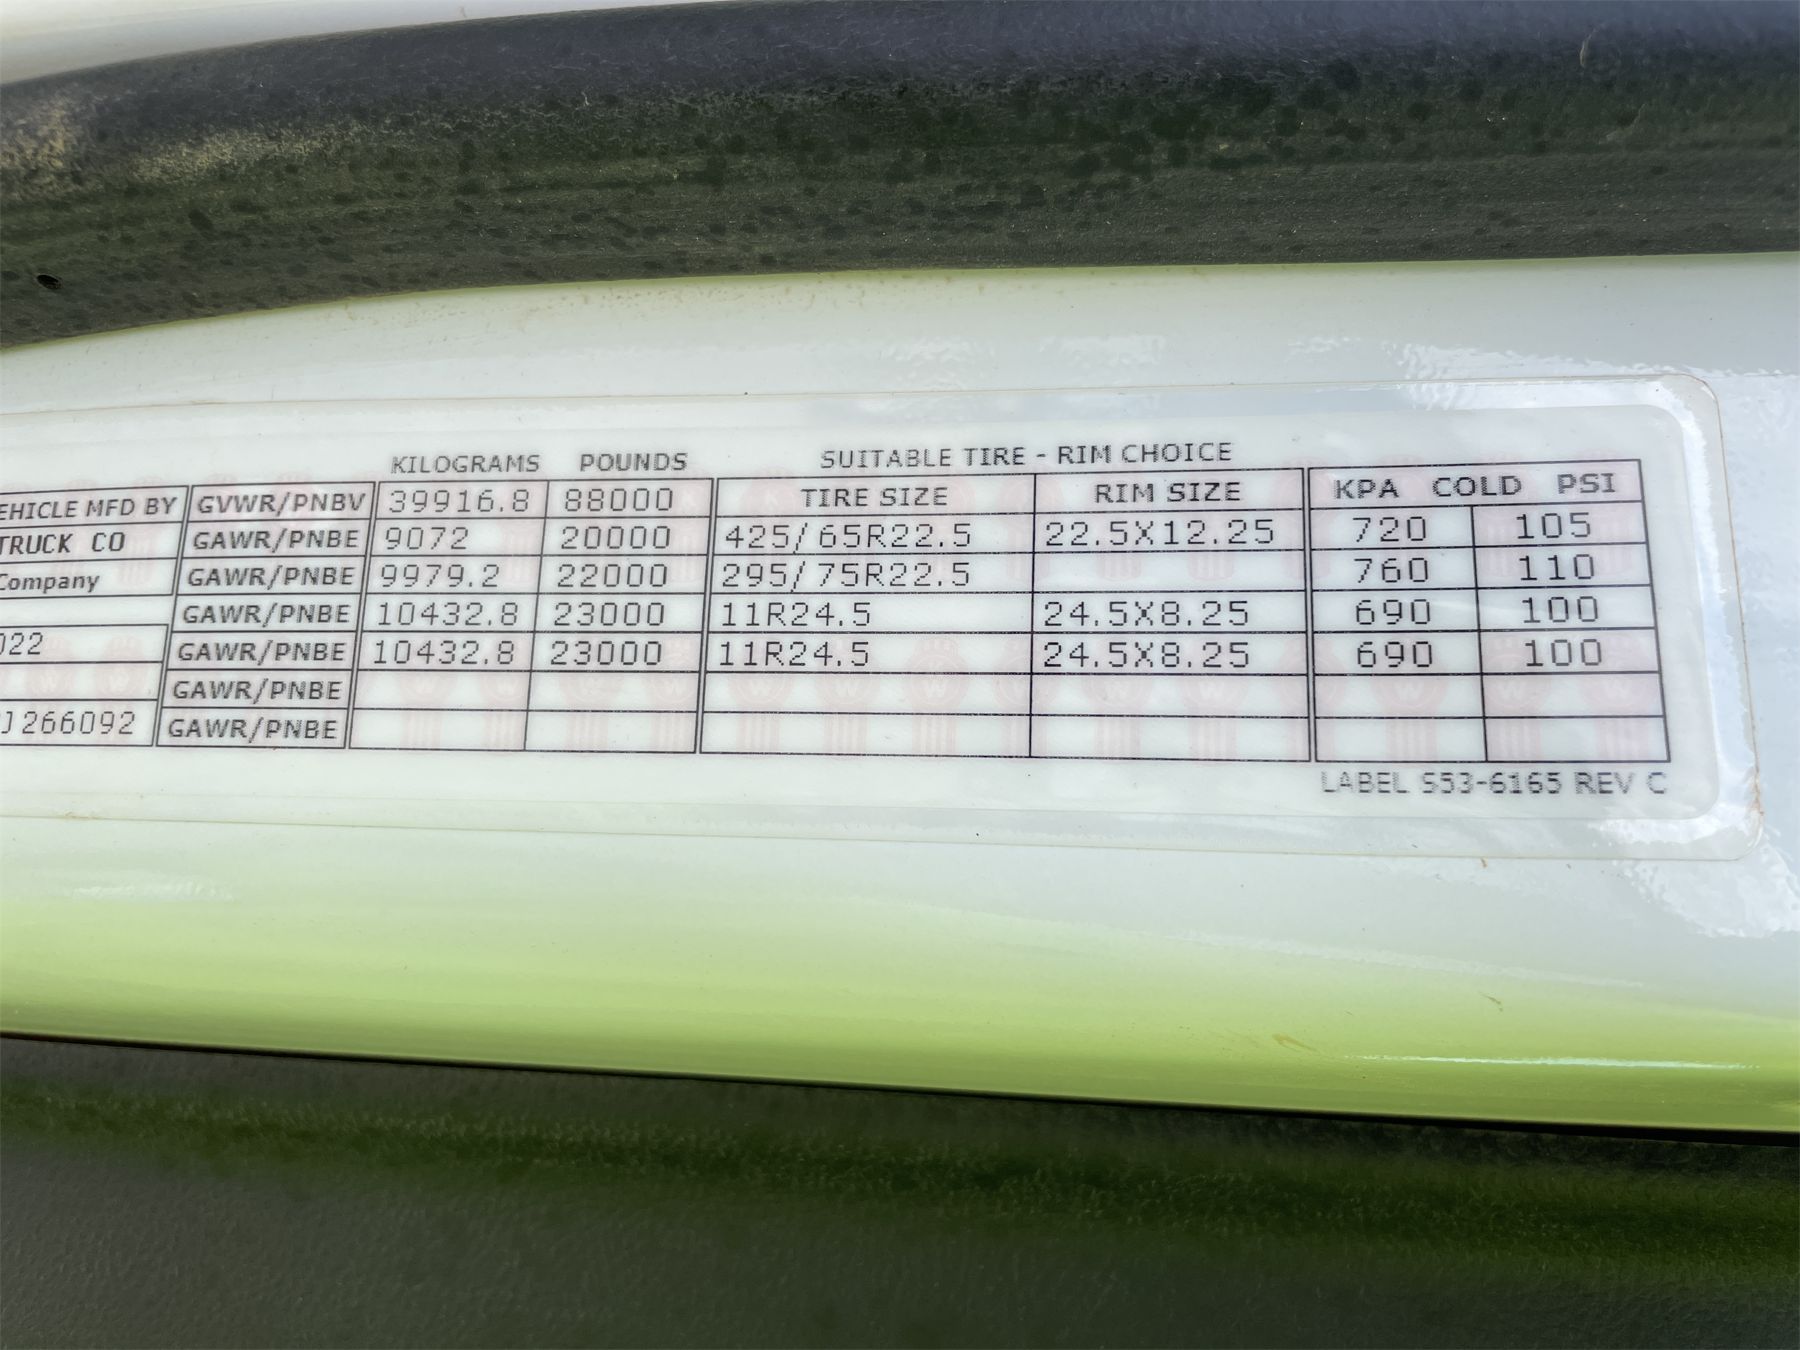 KILOGRAMS POUNDS SUITABLE TIRE - RIM CHOICE
EHICLE MFD BY GVWR/PNBV 39916.8 88000 TIRE SIZE RIM SIZE KPA COLD PSI
TRUCK CO GAWR/PNBE 9072 20000 425/65R22.5 22.5X12.25 720 105
Company GAWR/PNBE 9979.2 22000 295/75R22.5 760 110
GAWR/PNBE 10432.8 23000 11R24.5 24.5X8.25 690 100
022 GAWR/PNBE 10432.8 23000 11R24.5 24.5X8.25 690 100
GAWR/PNBE
J266092 GAWR/PNBE
LABEL S53-6165 REV C